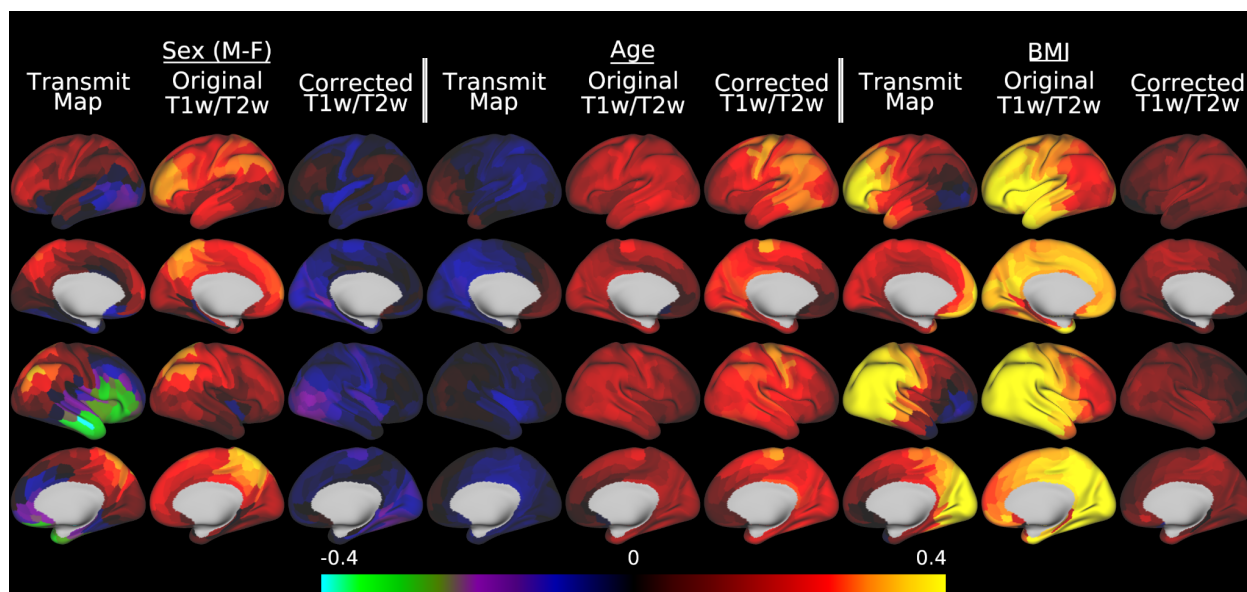 Sex (M-F) Age BMI
Transmit Map Original T1w/T2w Corrected T1w/T2w Transmit Map Original T1w/T2w Corrected T1w/T2w Transmit Map Original T1w/T2w Corrected T1w/T2w
-0.4 0 0.4